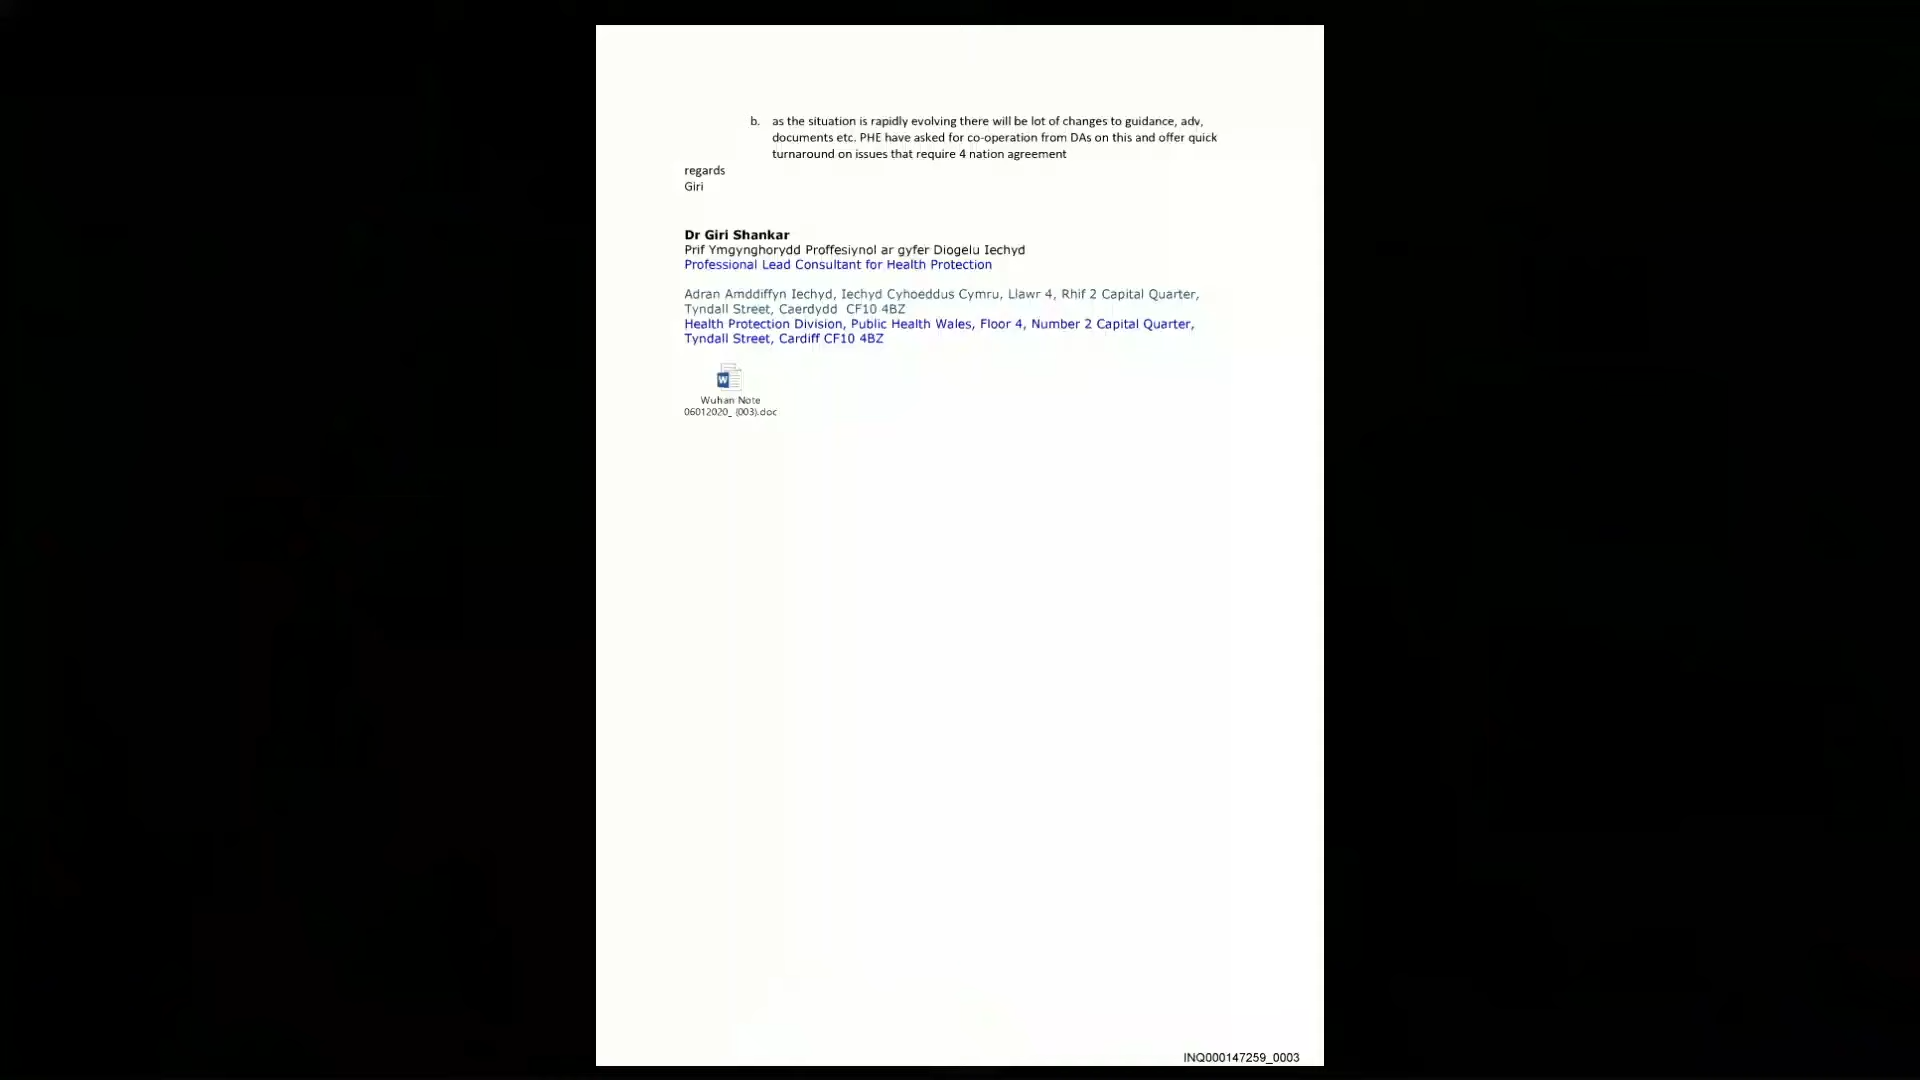 b. as the situation is rapidly evolving there will be lot of changes to guidance, adv,
documents etc. PHE have asked for co-operation from DAs on this and offer quick
turnaround on issues that require 4 nation agreement
regards
Giri
Dr Giri Shankar
Prif Ymgynghorydd Proffesiynol ar gyfer Diogelu Iechyd
Professional Lead Consultant for Health Protection
Adran Amddiffyn Iechyd, Iechyd Cyhoeddus Cymru, Llawr 4, Rhif 2 Capital Quarter,
Tyndall Street, Caerdydd CF10 4BZ
Health Protection Division, Public Health Wales, Floor 4, Number 2 Capital Quarter,
Tyndall Street, Cardiff CF10 4BZ
W
Wuhan Note
06012020_ (003).doc
INQ000147259_0003